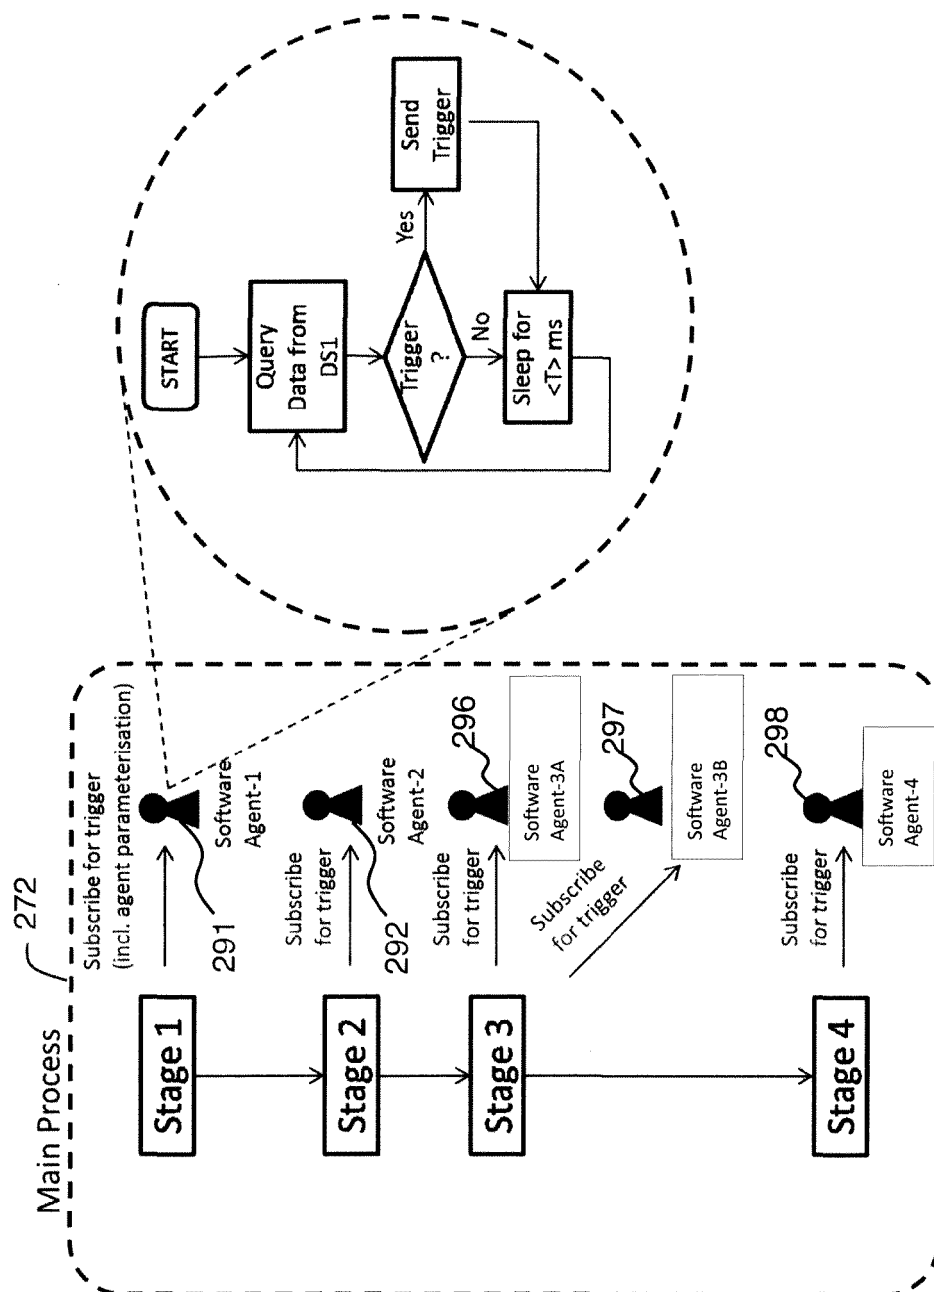 Main Process
272
Stage 1
Subscribe for trigger
(incl. agent parameterisation)
291
Software
Agent-1
Stage 2
Subscribe
for trigger
292
Software
Agent-2
Stage 3
Subscribe
for trigger
296
Software
Agent-3A
Subscribe
for trigger
297
Software
Agent-3B
Stage 4
Subscribe
for trigger
298
Software
Agent-4
START
Query
Data from
DS1
Trigger
?
Yes
Send
Trigger
No
Sleep for
<T> ms